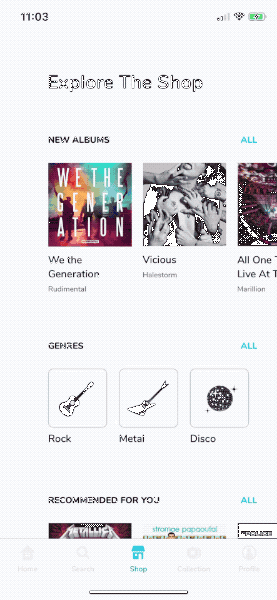 11:03
Explore The Shop
NEW ALBUMS
ALL
WE
THE
GENER
ATION
We the
Generation
Rudimental
Vicious
Halestorm
All One T
Live At T
Marillion
GENRES
ALL
Rock
Metal
Disco
RECOMMENDED FOR YOU
ALL
METALLICA
stromae papaoutai
POLICE
Home
Search
Shop
Collection
Profile